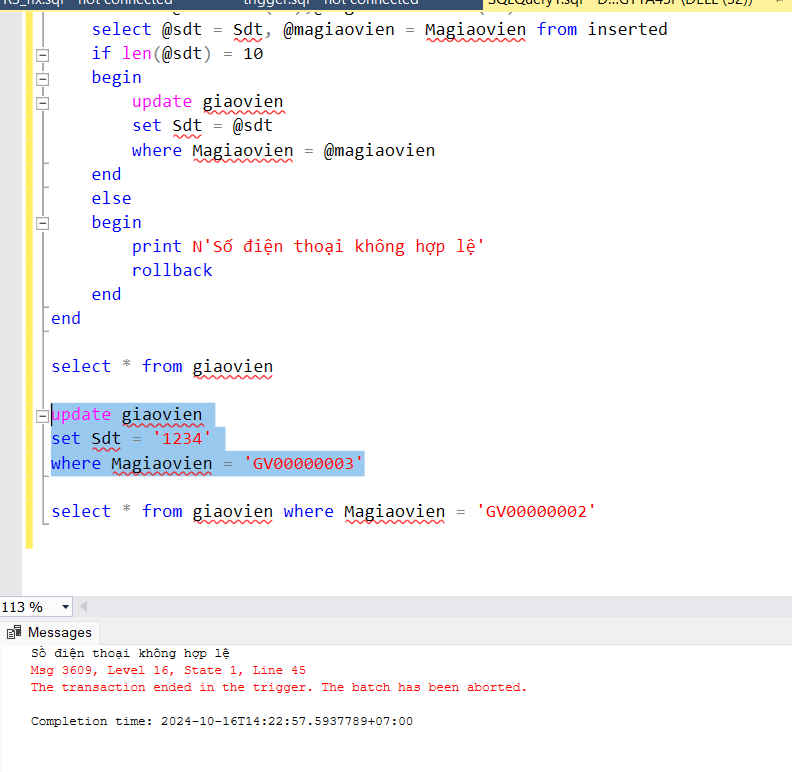 select @sdt = Sdt, @magiaovien = Magiaovien from inserted
if len(@sdt) = 10
begin
update giaovien
set Sdt = @sdt
where Magiaovien = @magiaovien
end
else
begin
print N'Số điện thoại không hợp lệ'
rollback
end
end
select * from giaovien
update giaovien
set Sdt = '1234'
where Magiaovien = 'GV00000003'
select * from giaovien where Magiaovien = 'GV00000002'
113 %
Messages
Số điện thoại không hợp lệ
Msg 3609, Level 16, State 1, Line 45
The transaction ended in the trigger. The batch has been aborted.
Completion time: 2024-10-16T14:22:57.5937789+07:00